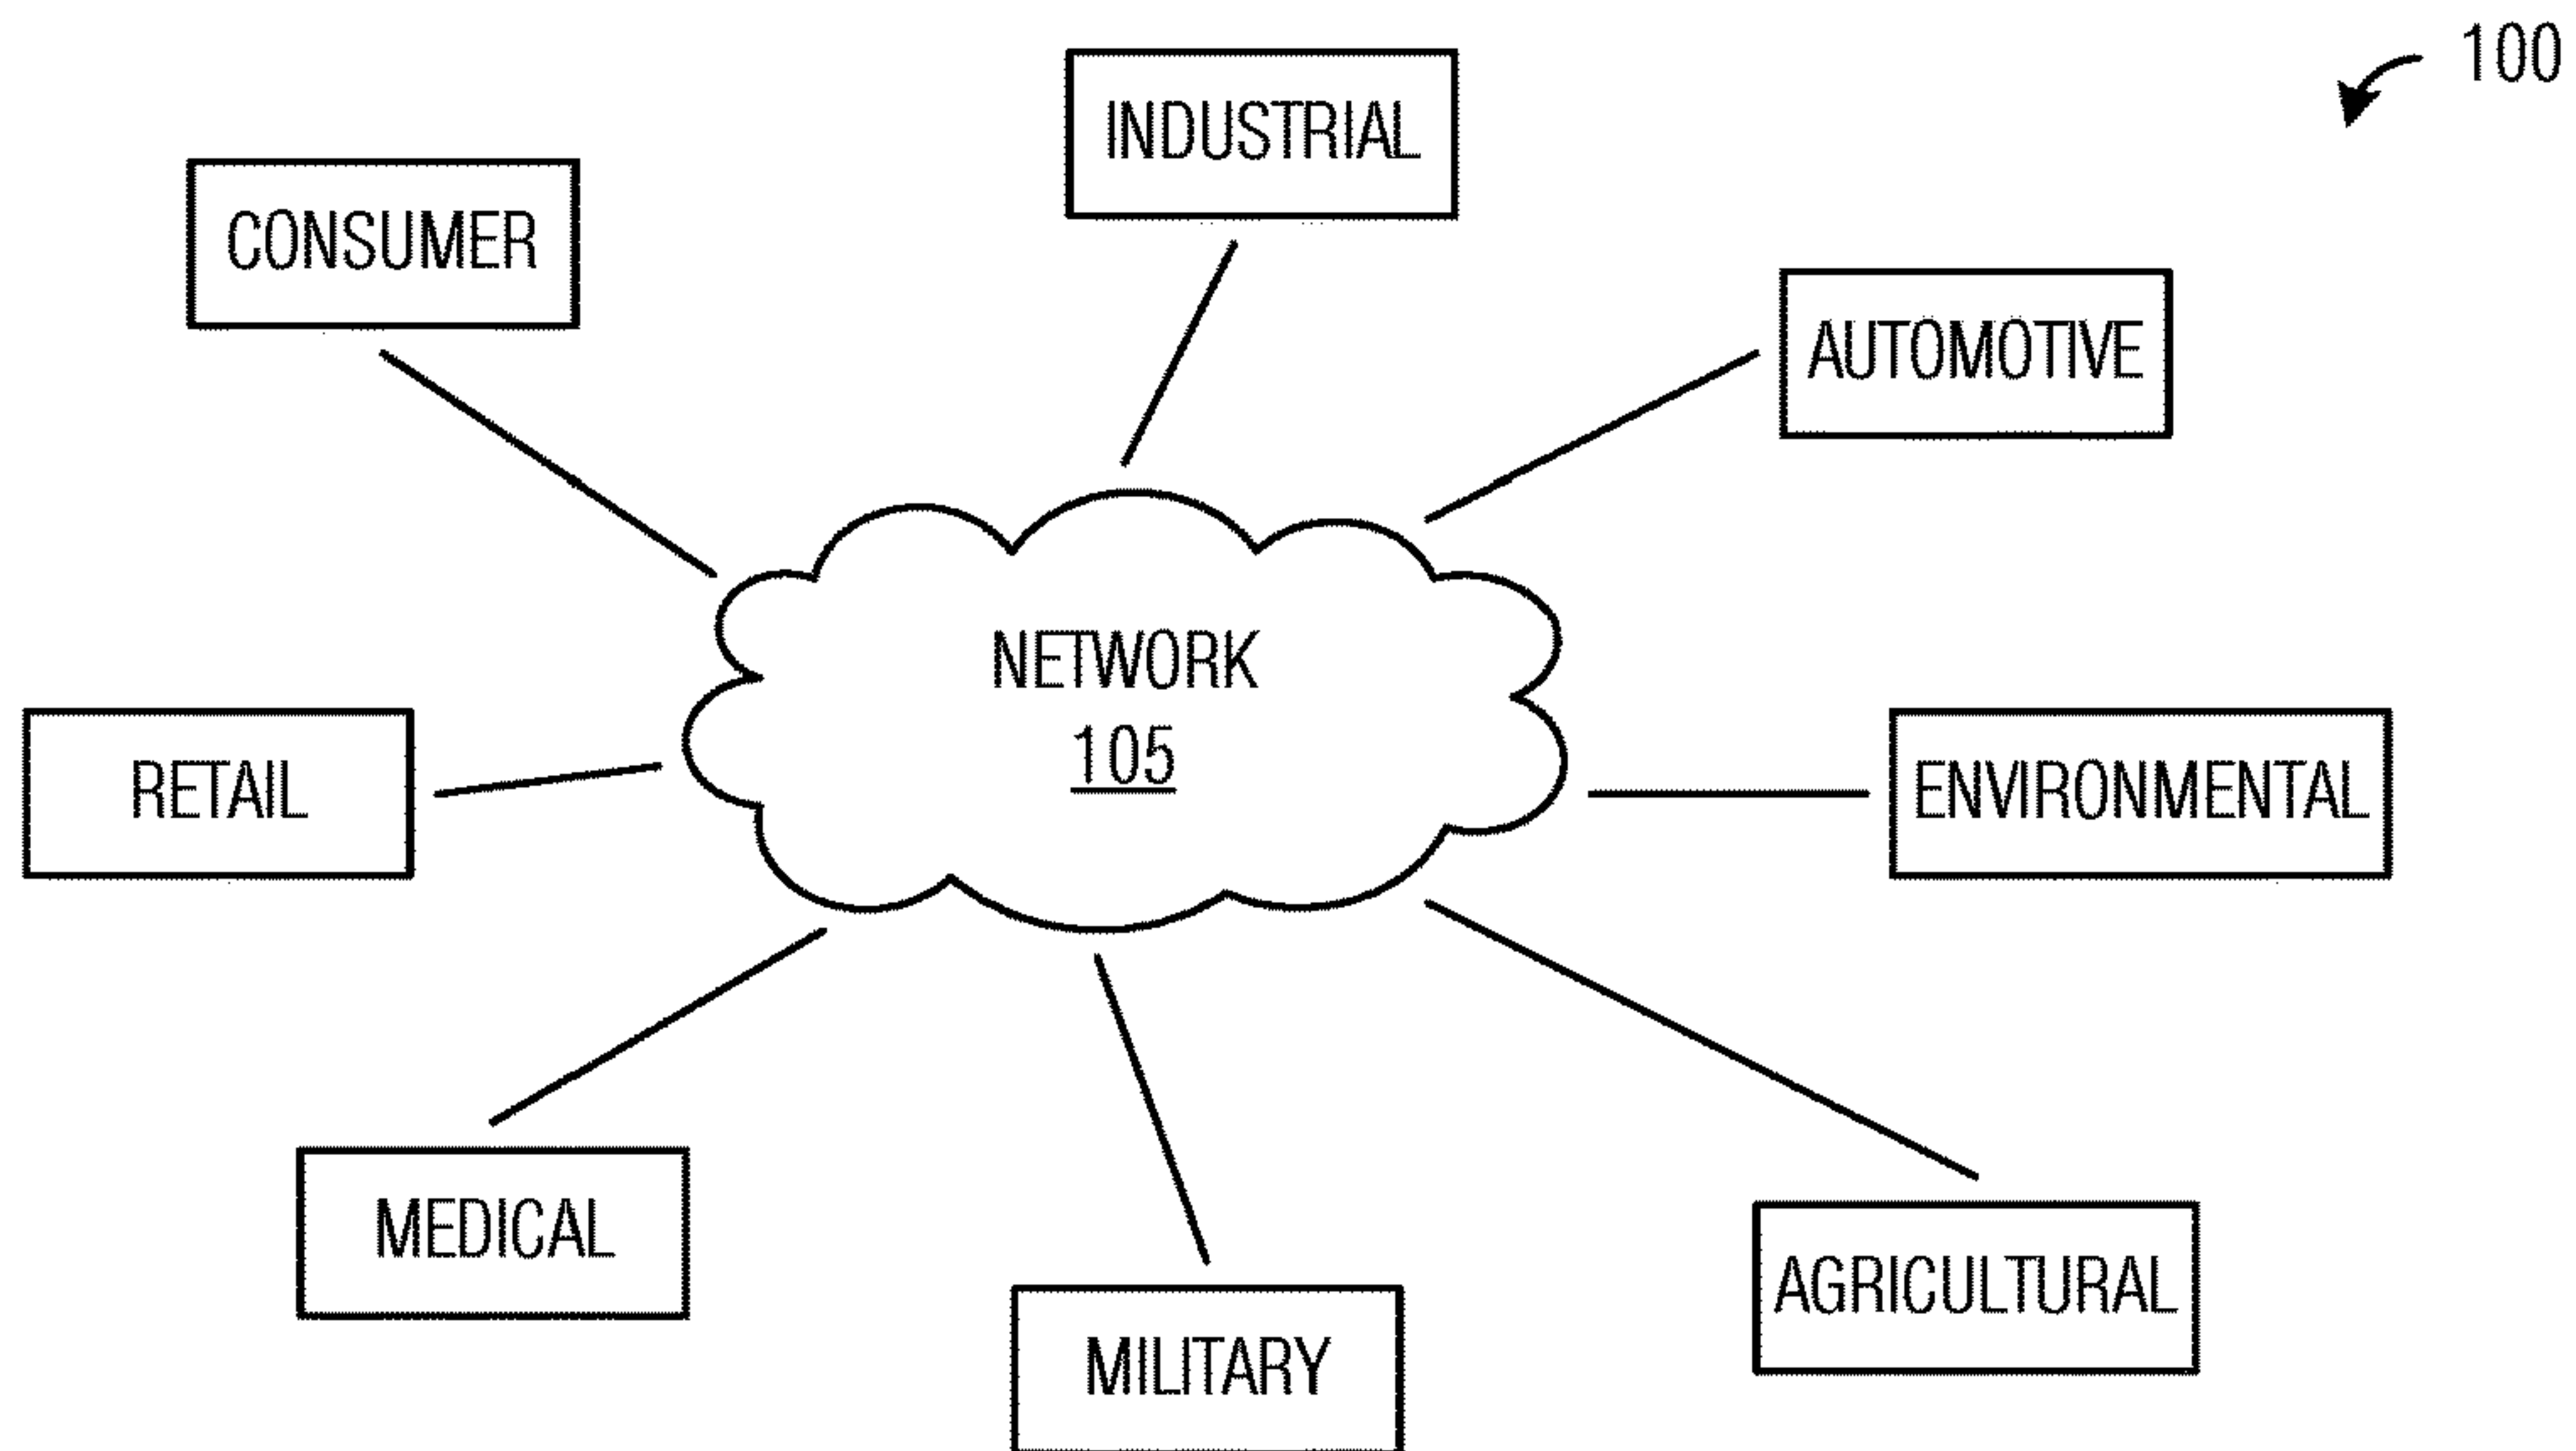 100
INDUSTRIAL
CONSUMER
AUTOMOTIVE
NETWORK
105
RETAIL
ENVIRONMENTAL
MEDICAL
AGRICULTURAL
MILITARY